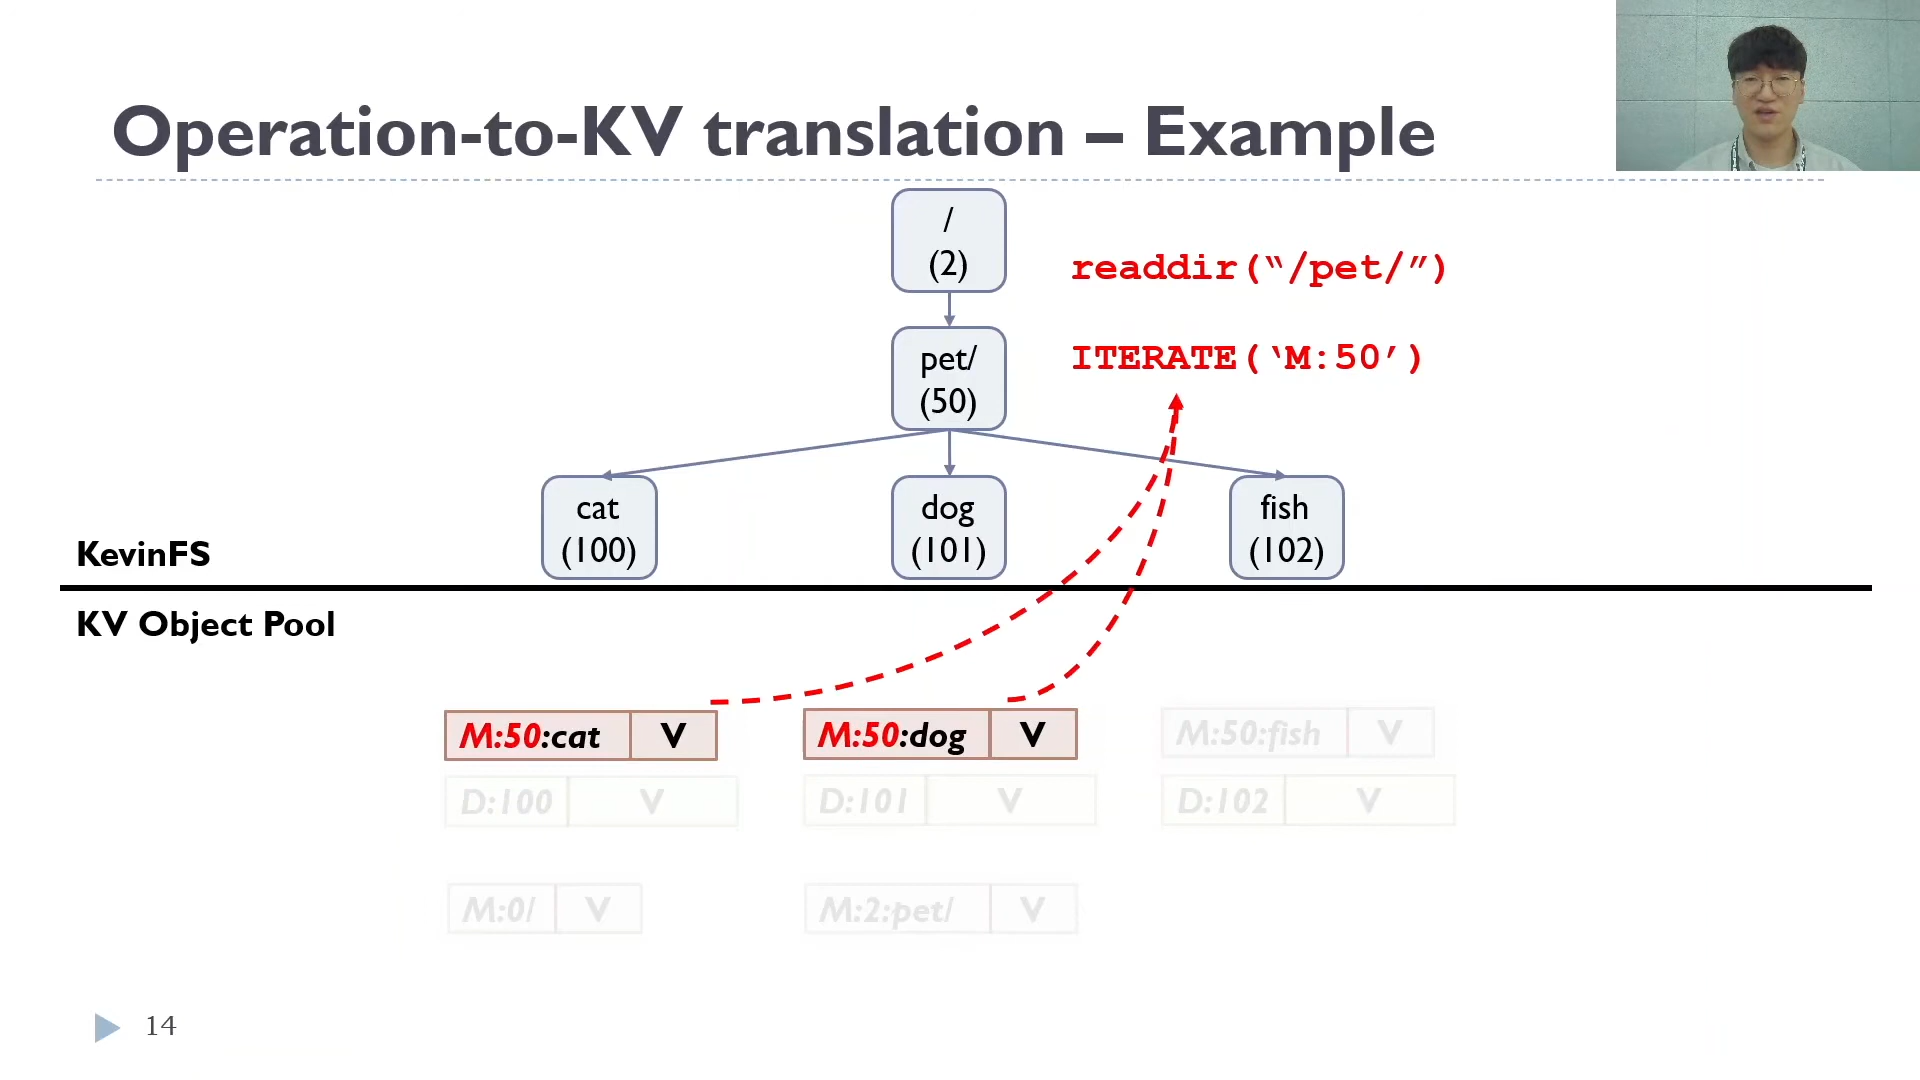 Operation-to-KV translation – Example
/
(2)
readdir(“/pet/”)
pet/
(50)
ITERATE(‘M:50’)
cat
(100)
dog
(101)
fish
(102)
KevinFS
KV Object Pool
M:50:cat V
M:50:dog V
M:50:fish V
D:100 V
D:101 V
D:102 V
M:0/ V
M:2:pet/ V
14